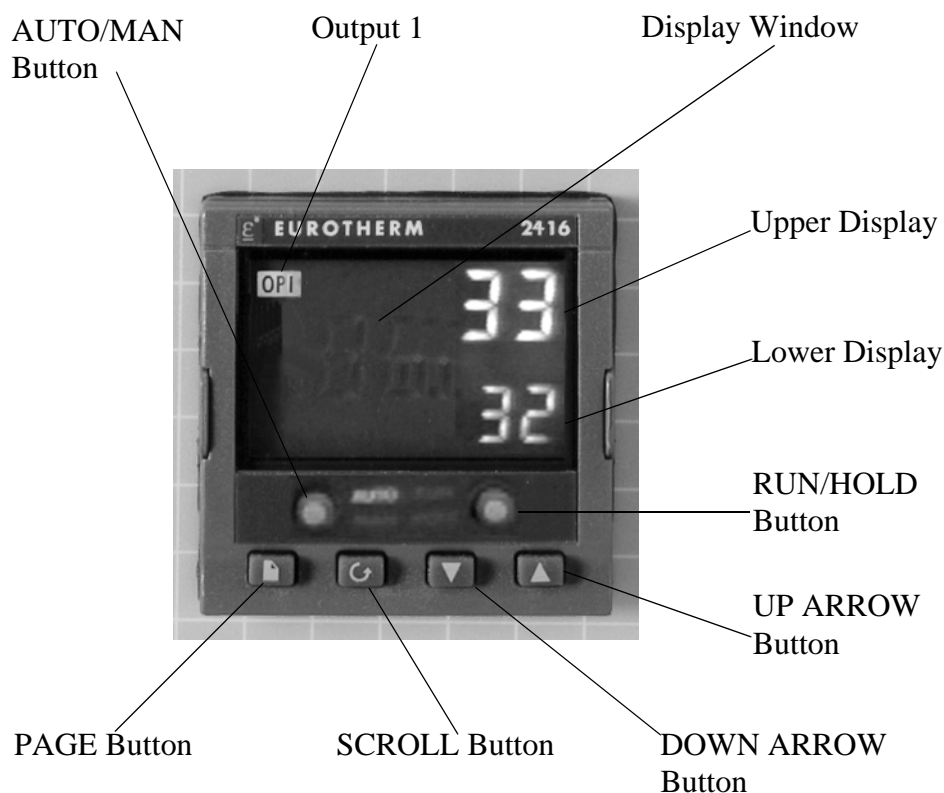 AUTO/MAN
Button
Output 1
Display Window
EUROTHERM 2416
OP1
33
32
AUTO
Upper Display
Lower Display
RUN/HOLD
Button
UP ARROW
Button
PAGE Button
SCROLL Button
DOWN ARROW
Button